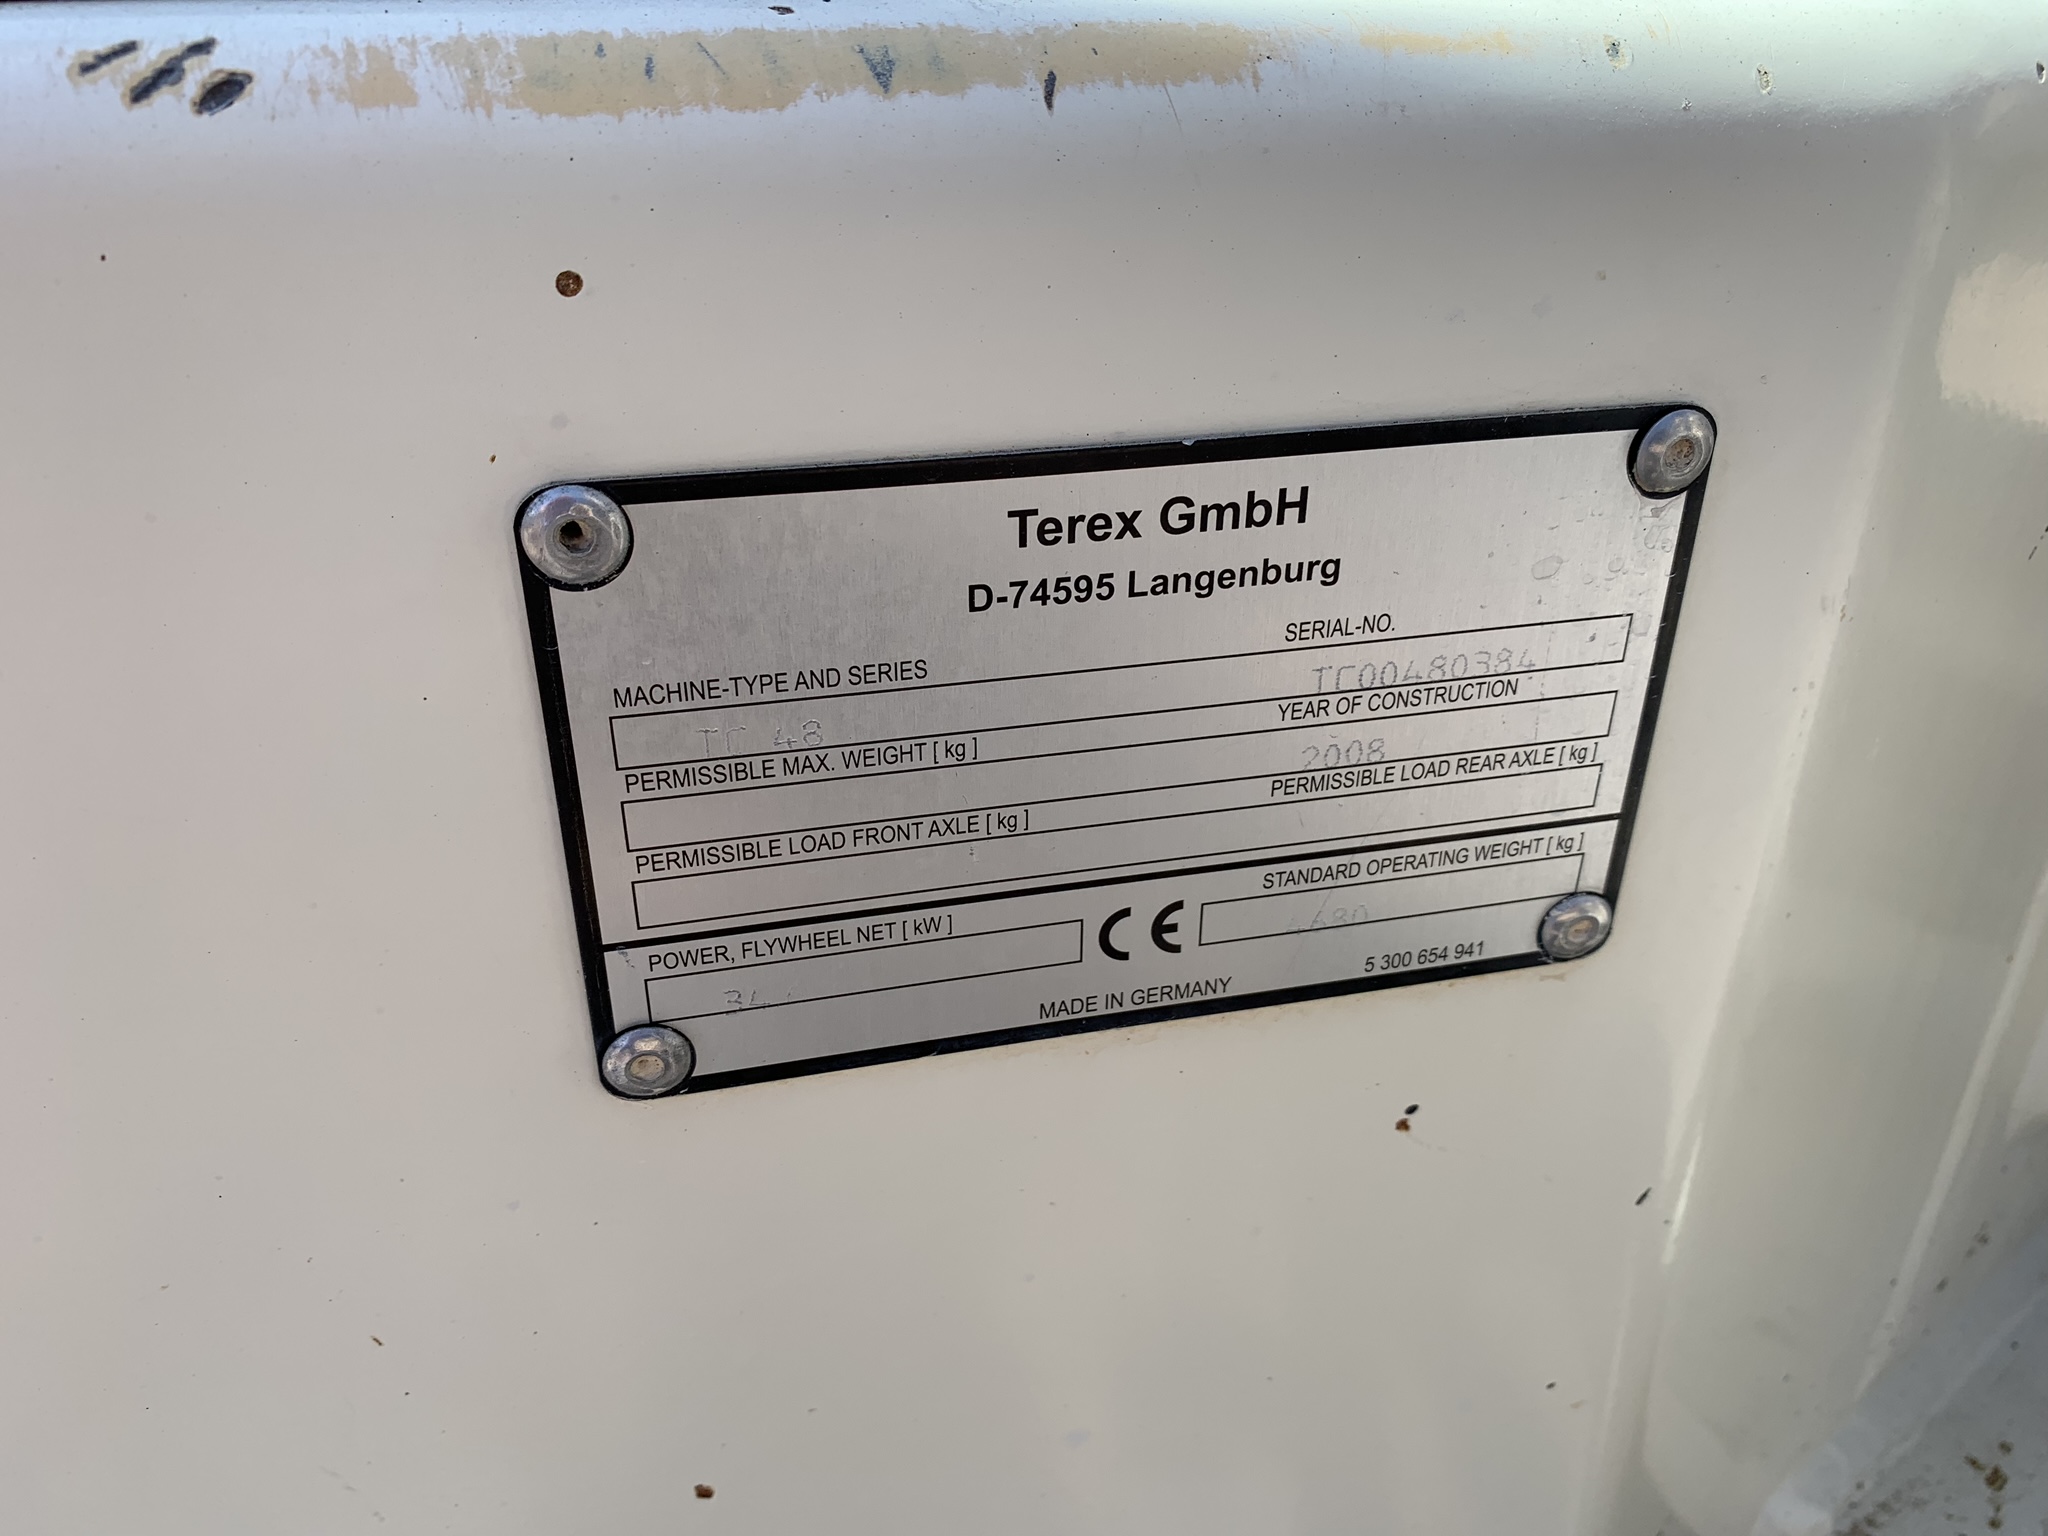 Terex GmbH
D-74595 Langenburg
MACHINE-TYPE AND SERIES SERIAL-NO.
TC 48 TC00480384
PERMISSIBLE MAX. WEIGHT [ kg ] YEAR OF CONSTRUCTION
2008
PERMISSIBLE LOAD FRONT AXLE [ kg ] PERMISSIBLE LOAD REAR AXLE [ kg ]
POWER, FLYWHEEL NET [ kW ] CE STANDARD OPERATING WEIGHT [ kg ]
34
MADE IN GERMANY 5 300 654 941